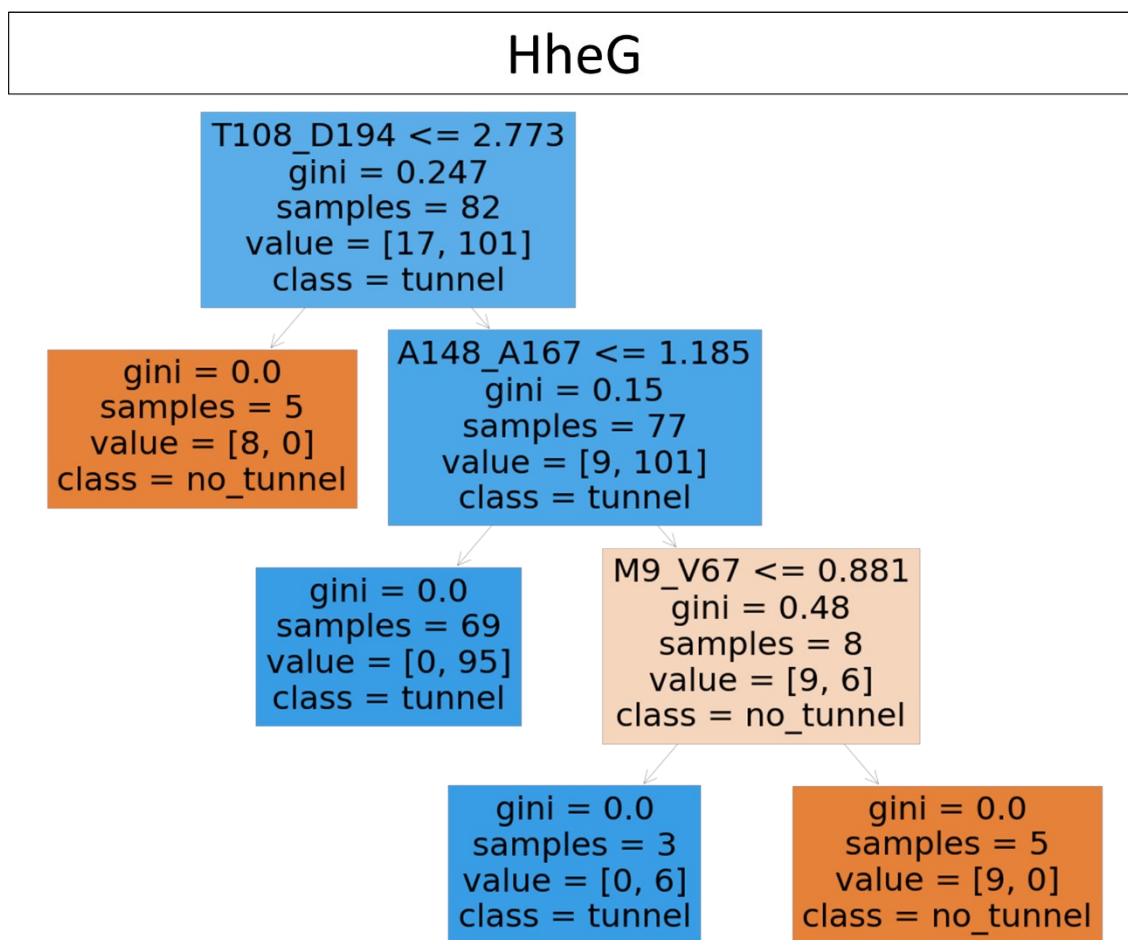 HheG
T108_D194 <= 2.773
gini = 0.247
samples = 82
value = [17, 101]
class = tunnel
gini = 0.0
samples = 5
value = [8, 0]
class = no_tunnel
A148_A167 <= 1.185
gini = 0.15
samples = 77
value = [9, 101]
class = tunnel
gini = 0.0
samples = 69
value = [0, 95]
class = tunnel
M9_V67 <= 0.881
gini = 0.48
samples = 8
value = [9, 6]
class = no_tunnel
gini = 0.0
samples = 3
value = [0, 6]
class = tunnel
gini = 0.0
samples = 5
value = [9, 0]
class = no_tunnel